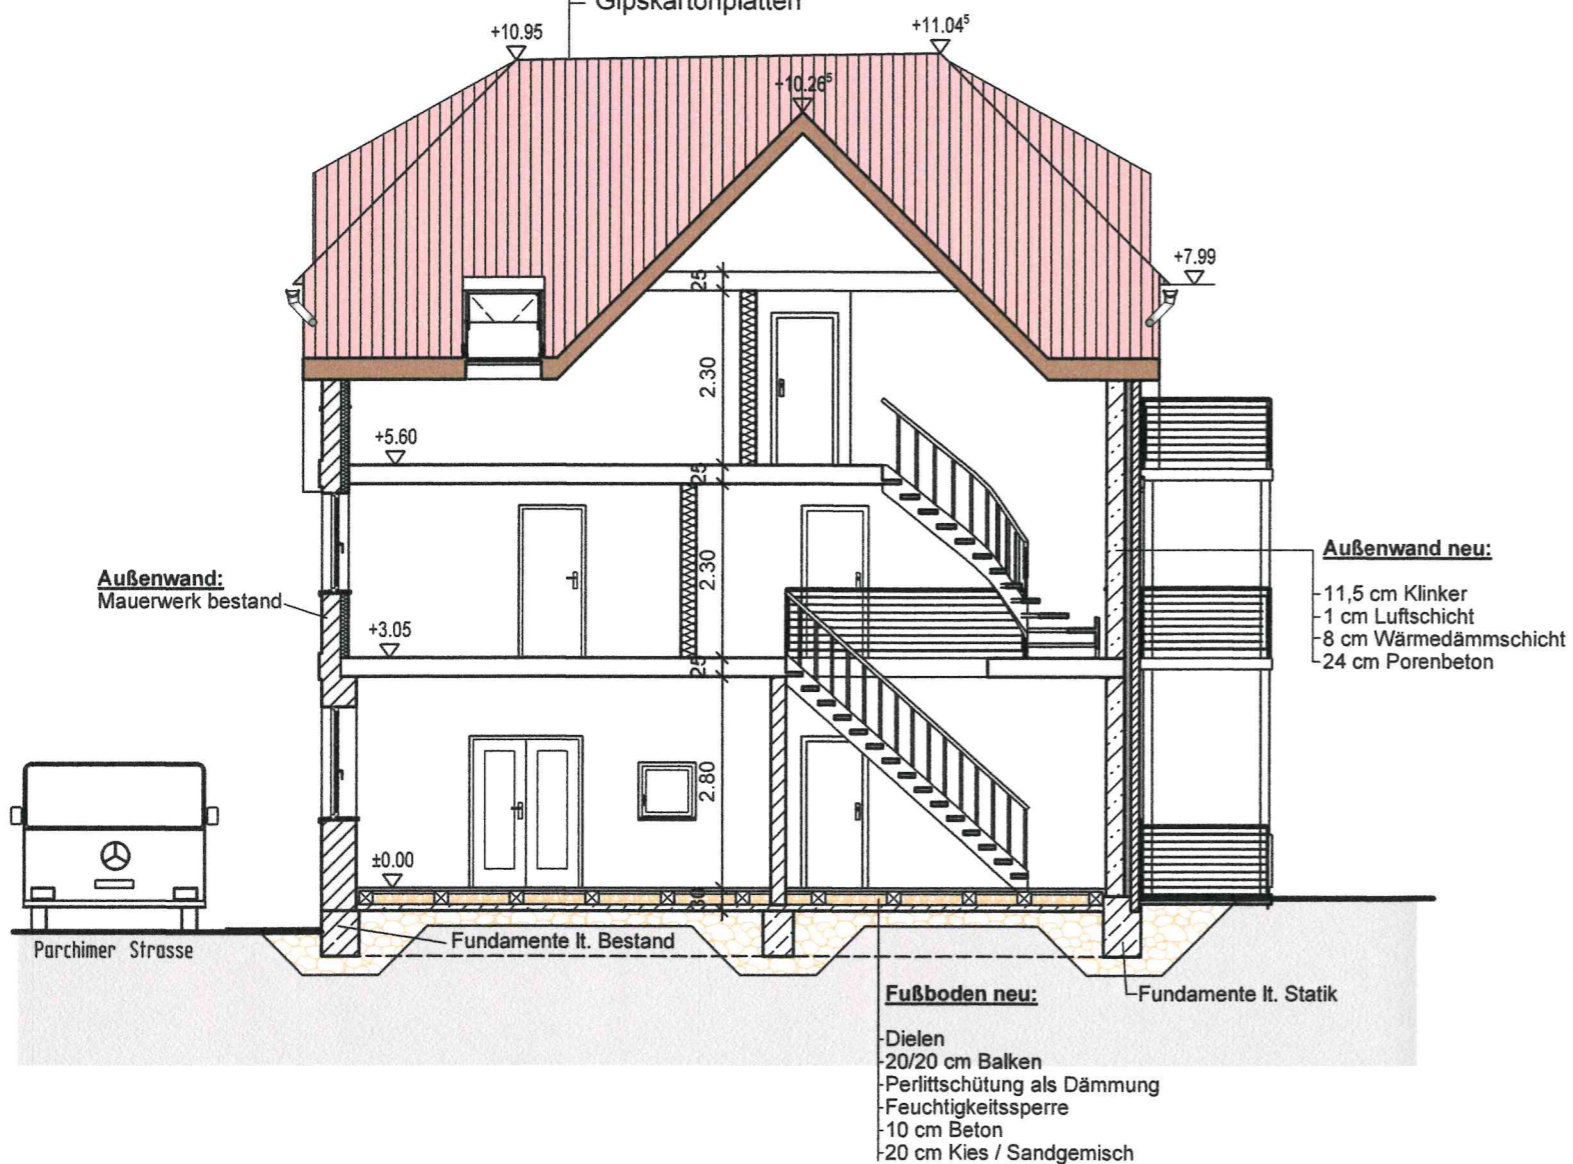 Gipskartonplatten
+10.95
+11.04⁵
+10.26⁵
+7.99
25
2.30
+5.60
25
2.30
Außenwand:
Mauerwerk bestand
Außenwand neu:
11,5 cm Klinker
1 cm Luftschicht
8 cm Wärmedämmschicht
24 cm Porenbeton
+3.05
25
2.80
±0.00
30
Parchimer Strasse
Fundamente lt. Bestand
Fundamente lt. Statik
Fußboden neu:
Dielen
20/20 cm Balken
Perlittschütung als Dämmung
Feuchtigkeitssperre
10 cm Beton
20 cm Kies / Sandgemisch